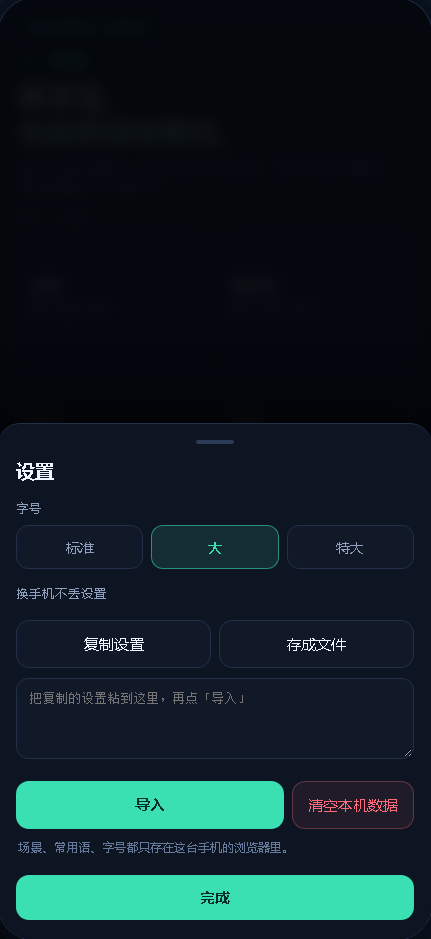 设置
字号
标准
大
特大
换手机不丢设置
复制设置
存成文件
把复制的设置粘到这里，再点「导入」
导入
清空本机数据
场景、常用语、字号都只存在这台手机的浏览器里。
完成